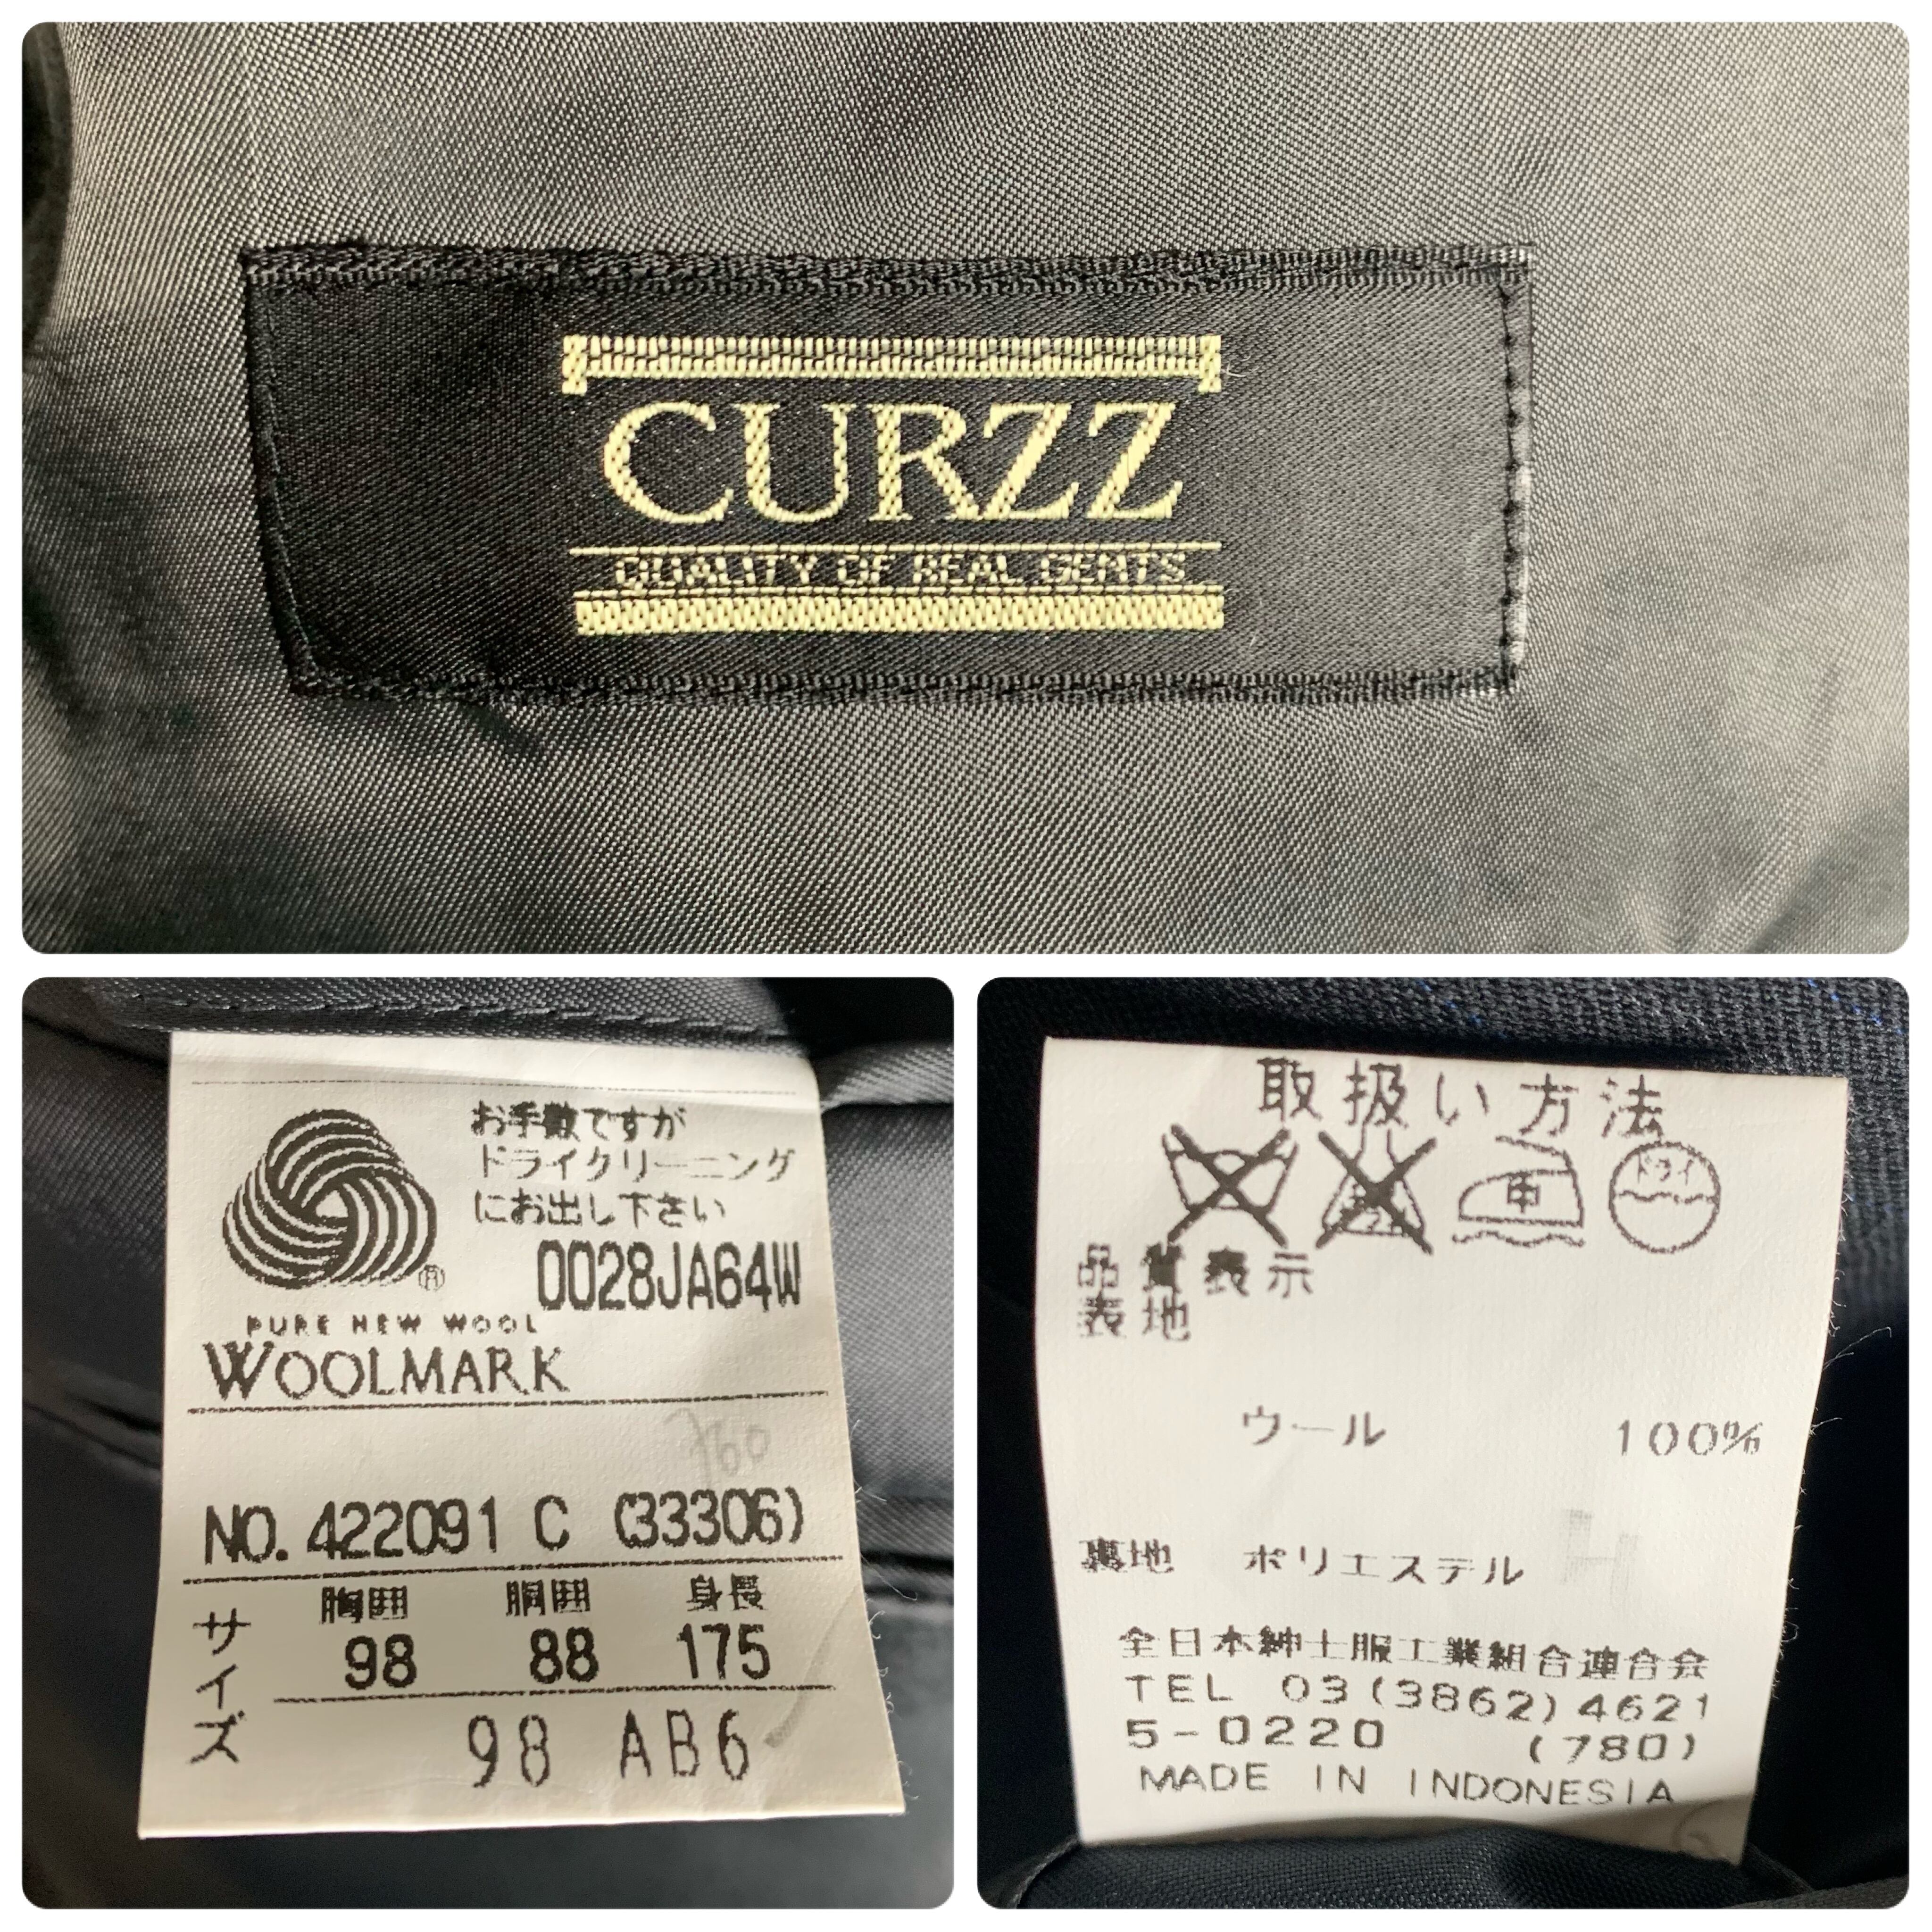 CURZZ
QUALITY OF REAL GENTS
お手数ですが
ドライクリーニング
にお出し下さい
0028JA64W
PURE NEW WOOL
WOOLMARK
760
NO. 422091 C (33306)
サイズ
胸囲 胴囲 身長
98 88 175
98 AB6
取扱い方法
中 ドライ
品質表示
表地
ウール 100%
裏地 ポリエステル
全日本紳士服工業組合連合会
TEL 03(3862)4621
5-0220 (780)
MADE IN INDONESIA